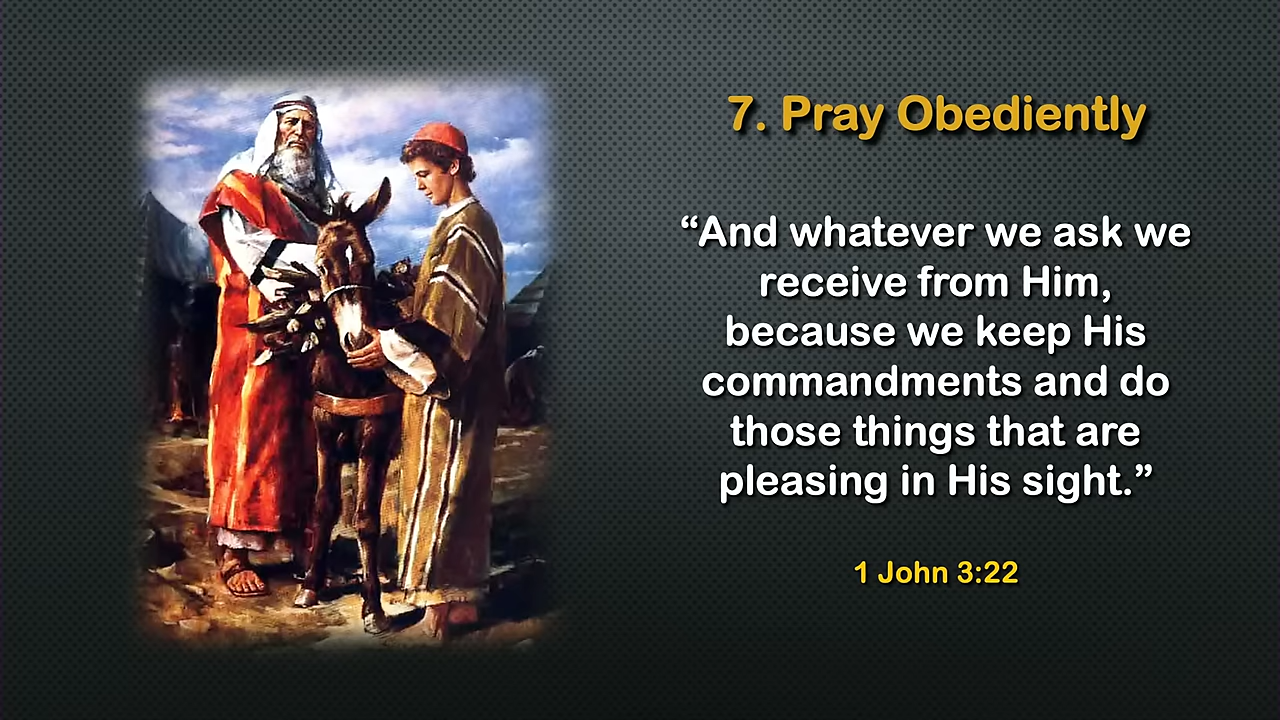 7. Pray Obediently
“And whatever we ask we
receive from Him,
because we keep His
commandments and do
those things that are
pleasing in His sight.”
1 John 3:22